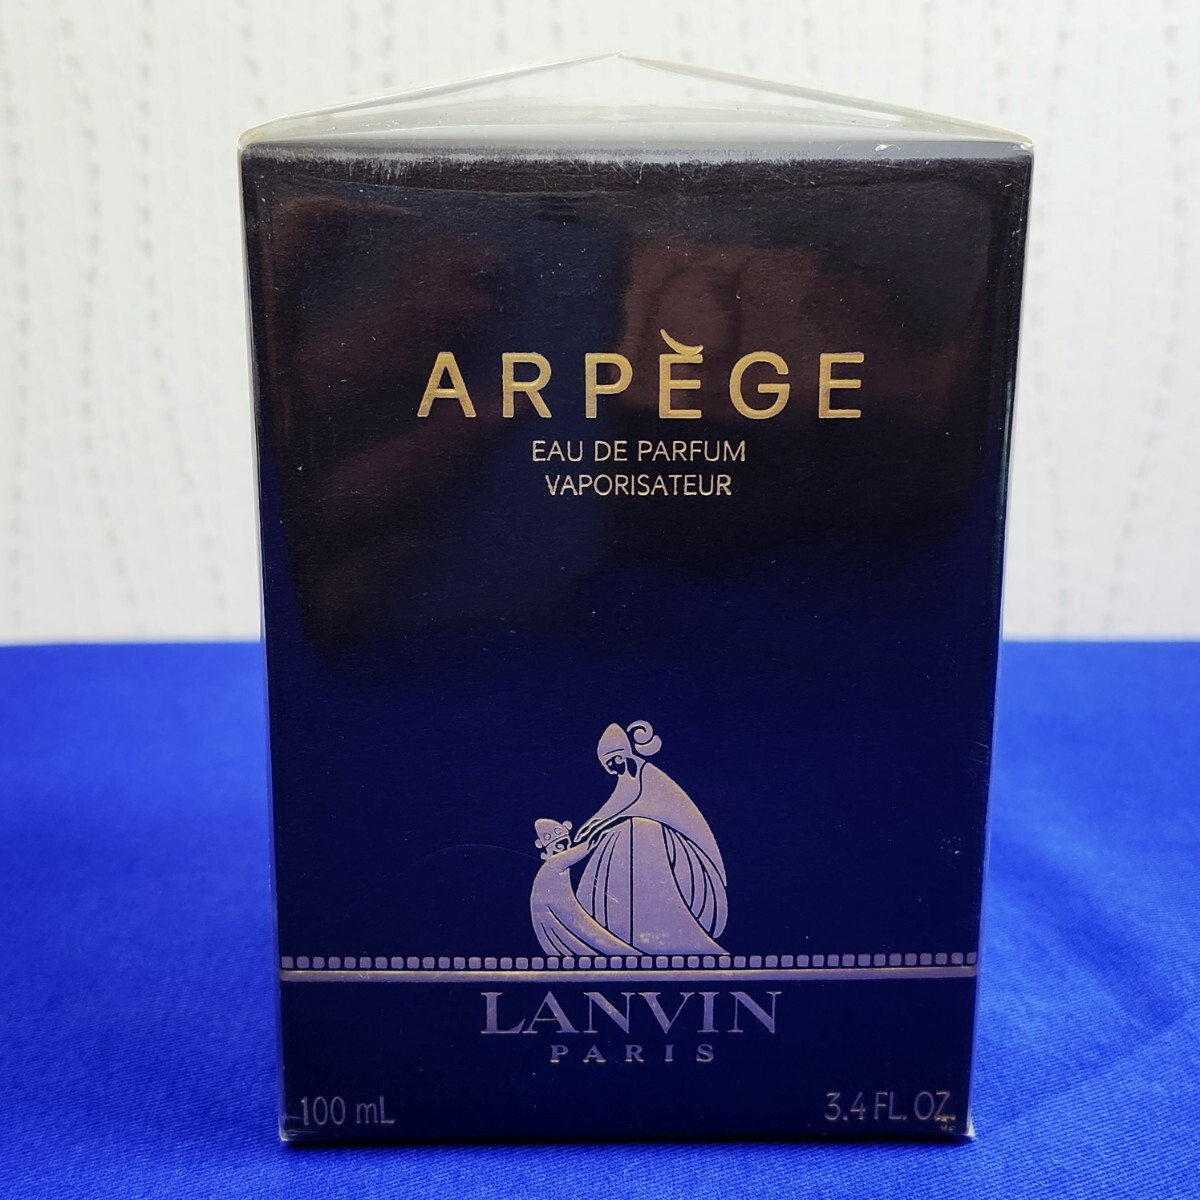 ARPÈGE
EAU DE PARFUM
VAPORISATEUR
LANVIN
PARIS
100 mL
3.4 FL. OZ.